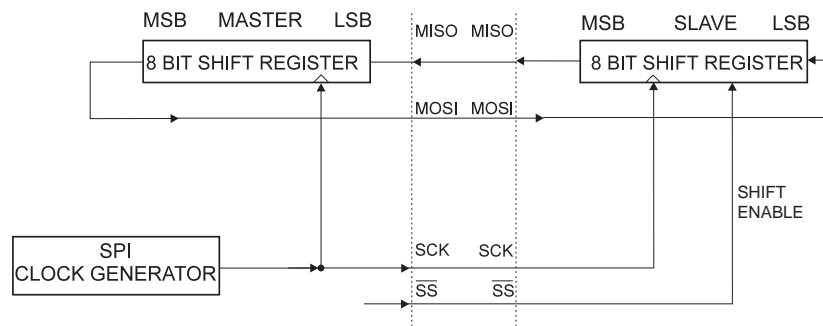 MSB MASTER LSB
MISO MISO
MSB SLAVE LSB
8 BIT SHIFT REGISTER
8 BIT SHIFT REGISTER
MOSI MOSI
SHIFT
ENABLE
SPI
CLOCK GENERATOR
SCK SCK
SS SS